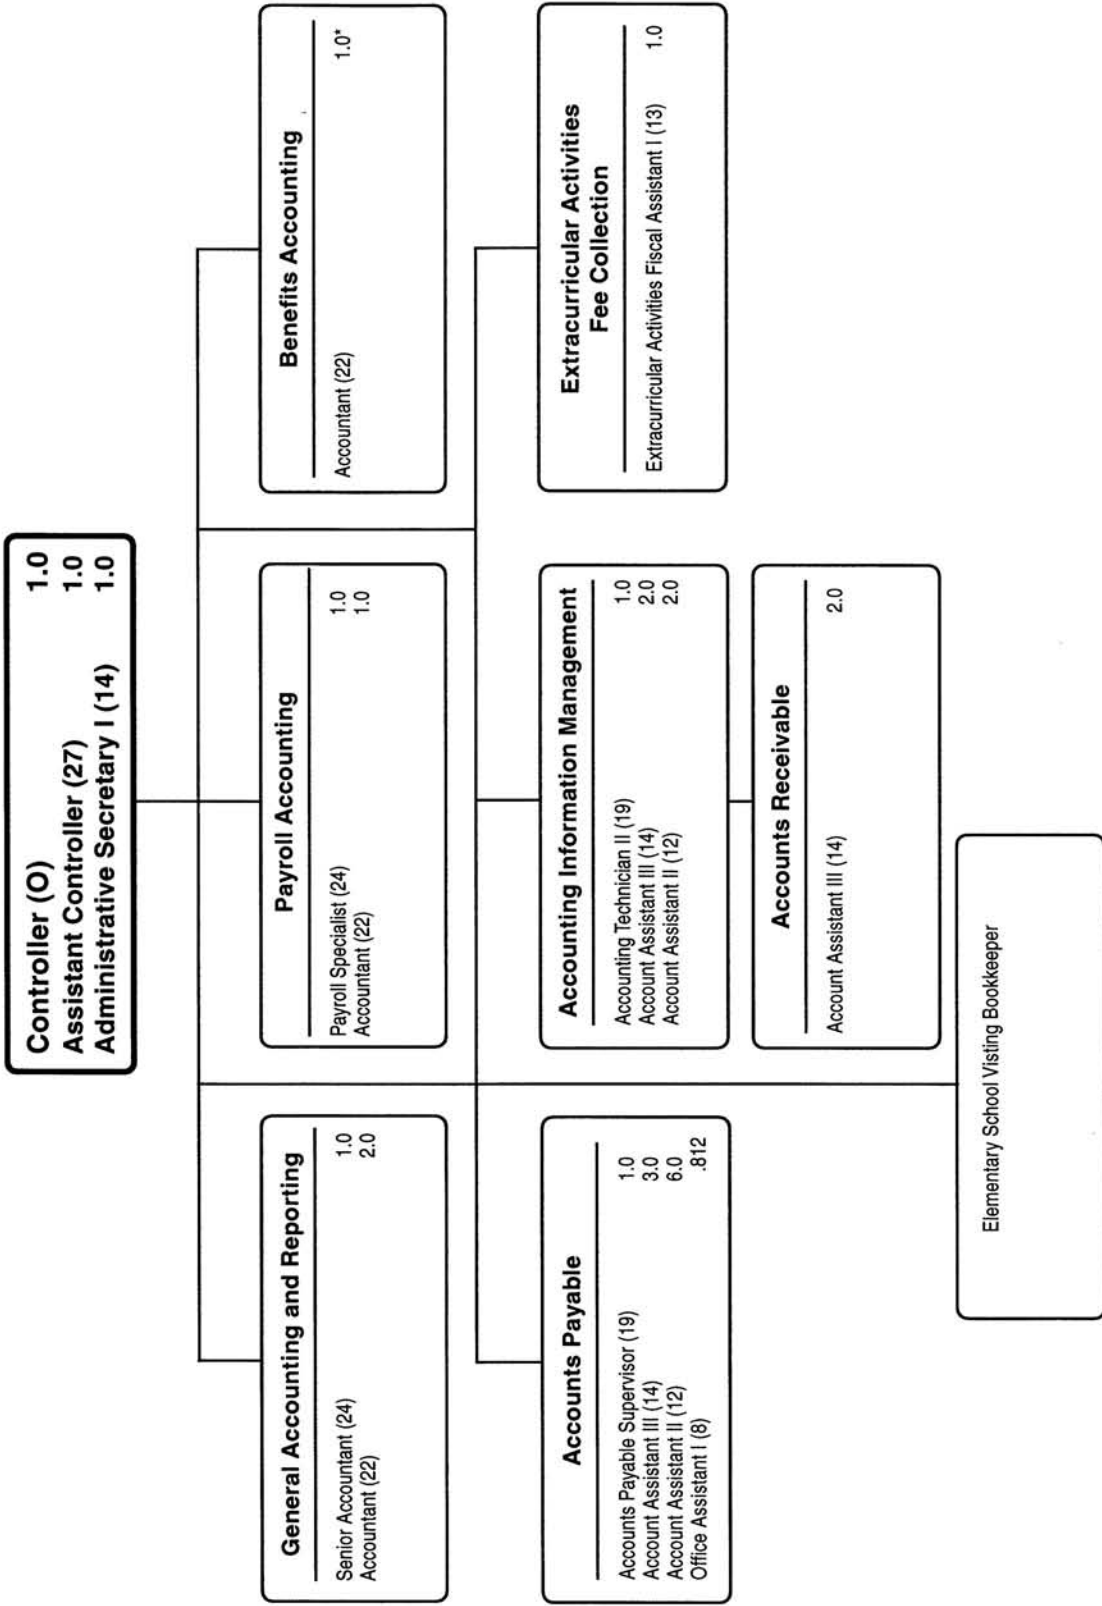 Controller (O) 1.0
Assistant Controller (27) 1.0
Administrative Secretary I (14) 1.0
General Accounting and Reporting
Senior Accountant (24) 1.0
Accountant (22) 2.0
Payroll Accounting
Payroll Specialist (24) 1.0
Accountant (22) 1.0
Benefits Accounting
Accountant (22) 1.0*
Accounts Payable
Accounts Payable Supervisor (19) 1.0
Account Assistant III (14) 3.0
Account Assistant II (12) 6.0
Office Assistant I (8) .812
Accounting Information Management
Accounting Technician II (19) 1.0
Account Assistant III (14) 2.0
Account Assistant II (12) 2.0
Extracurricular Activities
Fee Collection
Extracurricular Activities Fiscal Assistant I (13) 1.0
Accounts Receivable
Account Assistant III (14) 2.0
Elementary School Visting Bookkeeper